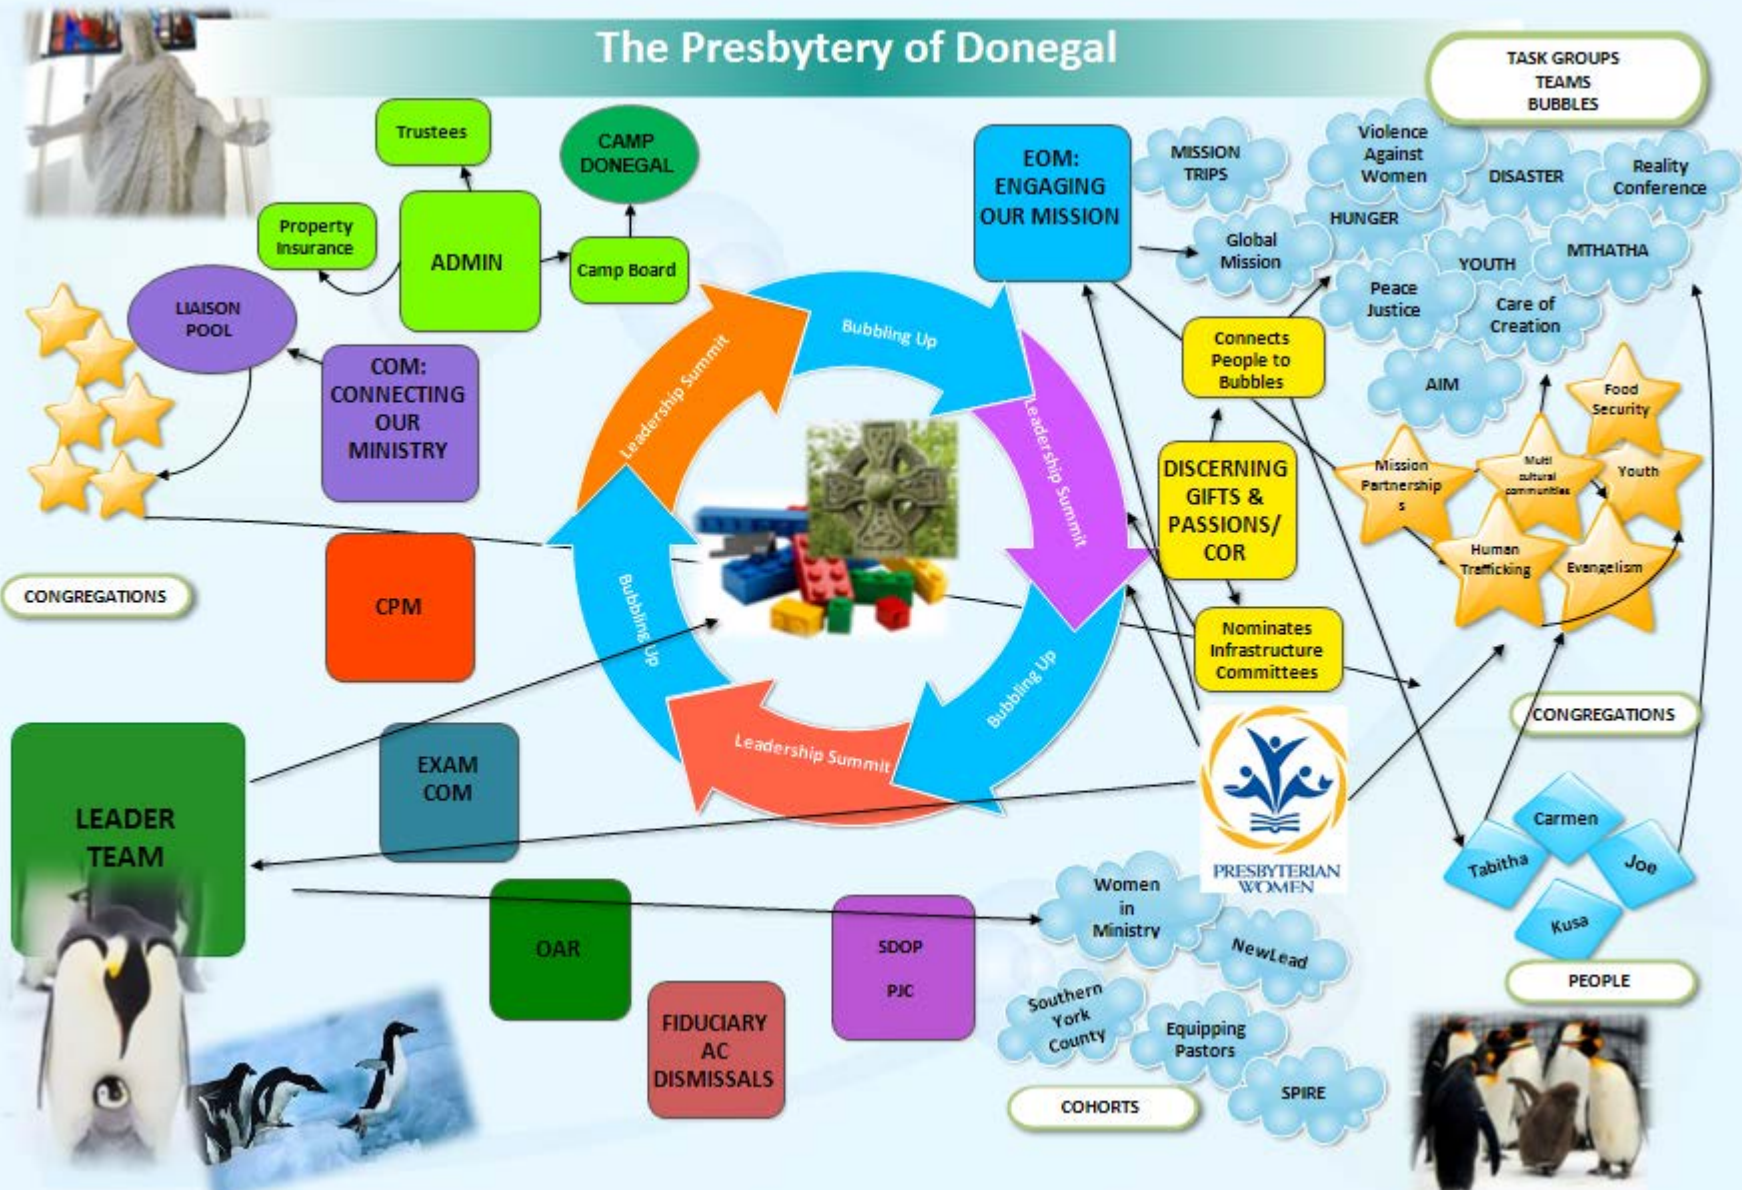 The Presbytery of Donegal
TASK GROUPS
TEAMS
BUBBLES
Trustees
CAMP
DONEGAL
Property
Insurance
ADMIN
Camp Board
LIAISON
POOL
COM:
CONNECTING
OUR
MINISTRY
CONGREGATIONS
CPM
LEADER
TEAM
EXAM
COM
OAR
FIDUCIARY
AC
DISMISSALS
SDOP
PJC
Bubbling Up
Leadership Summit
Bubbling Up
Leadership Summit
Bubbling Up
Leadership Summit
EOM:
ENGAGING
OUR MISSION
MISSION
TRIPS
Violence
Against
Women
DISASTER
Reality
Conference
HUNGER
Global
Mission
YOUTH
MTHATHA
Peace
Justice
Care of
Creation
AIM
Connects
People to
Bubbles
DISCERNING
GIFTS &
PASSIONS/
COR
Nominates
Infrastructure
Committees
Food
Security
Mission
Partnership
s
Multi
cultural
communities
Youth
Human
Trafficking
Evangelism
CONGREGATIONS
PRESBYTERIAN
WOMEN
Carmen
Tabitha
Joe
Kusa
PEOPLE
Women
in
Ministry
NewLead
Southern
York
County
Equipping
Pastors
SPIRE
COHORTS